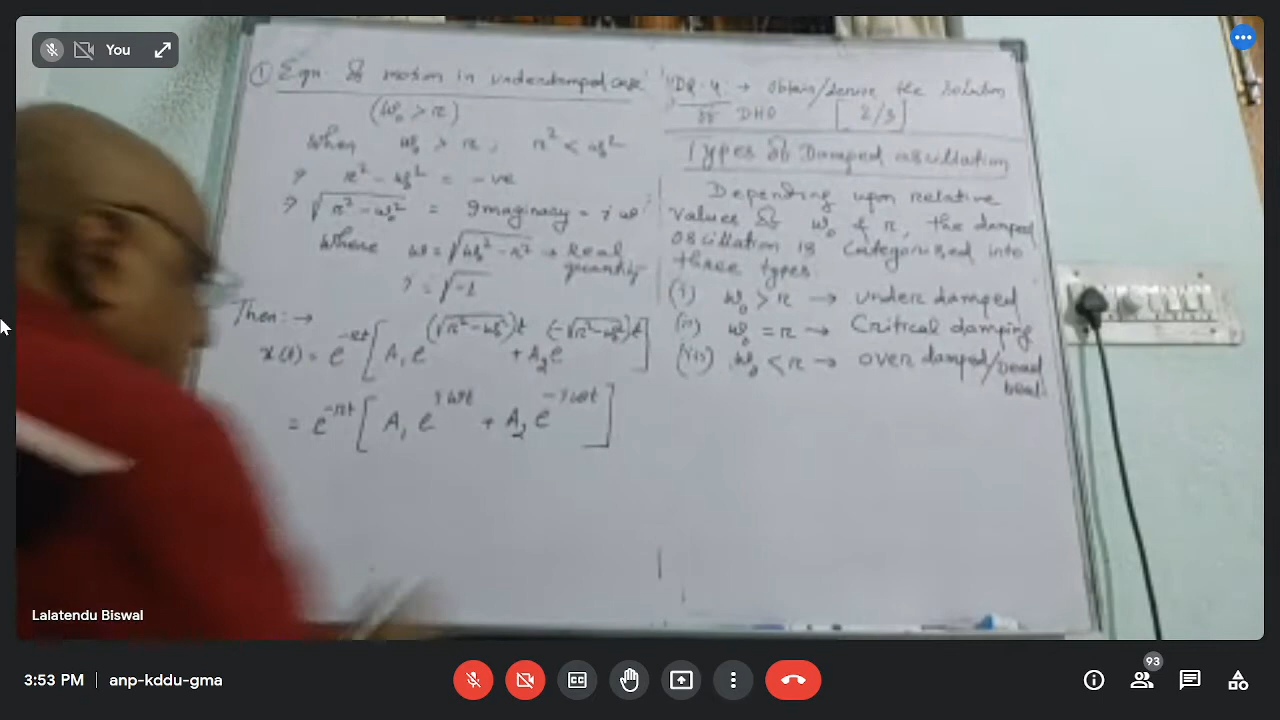 You
① Eqn. of motion in underdamped case
(ω₀ > r)
When ω₀ > r, r² < ω₀²
⇒ r² - ω₀² = -ve
⇒ √(r² - ω₀²) = Imaginary = iω
Where ω = √(ω₀² - r²) → Real
quantity
i = √-1
Then: →
x(t) = e^(-rt) [A₁ e^(√(r² - ω₀²))t + A₂ e^(-√(r² - ω₀²))t]
= e^(-rt) [A₁ e^(iωt) + A₂ e^(-iωt)]
→ obtain/derive the solution
of DHO [2/3]
Types of Damped oscillation
Depending upon relative
values of ω₀ & r, the damped
oscillation is categorised into
three types
(i) ω₀ > r → under damped
(ii) ω₀ = r → Critical damping
(iii) ω₀ < r → over damped/Dead
beat.
Lalatendu Biswal
3:53 PM | anp-kddu-gma
CC
93